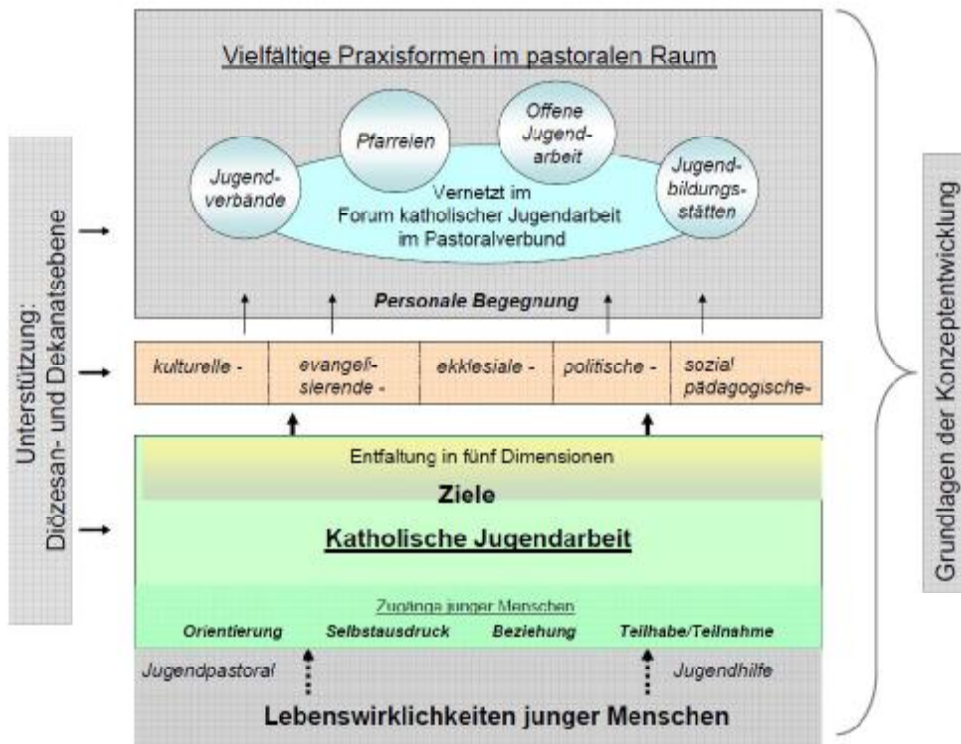 Vielfältige Praxisformen im pastoralen Raum
Jugend-
verbände
Pfarreien
Offene
Jugend-
arbeit
Jugend-
bildungs-
stätten
Vernetzt im
Forum katholischer Jugendarbeit
im Pastoralverbund
Personale Begegnung
kulturelle -
evangeli-
sierende -
ekklesiale -
politische -
sozial
pädagogische-
Entfaltung in fünf Dimensionen
Ziele
Katholische Jugendarbeit
Zugänge junger Menschen
Orientierung
Selbstausdruck
Beziehung
Teilhabe/Teilnahme
Jugendpastoral
Jugendhilfe
Lebenswirklichkeiten junger Menschen
Unterstützung:
Diözesan- und Dekanatsebene
Grundlagen der Konzeptentwicklung